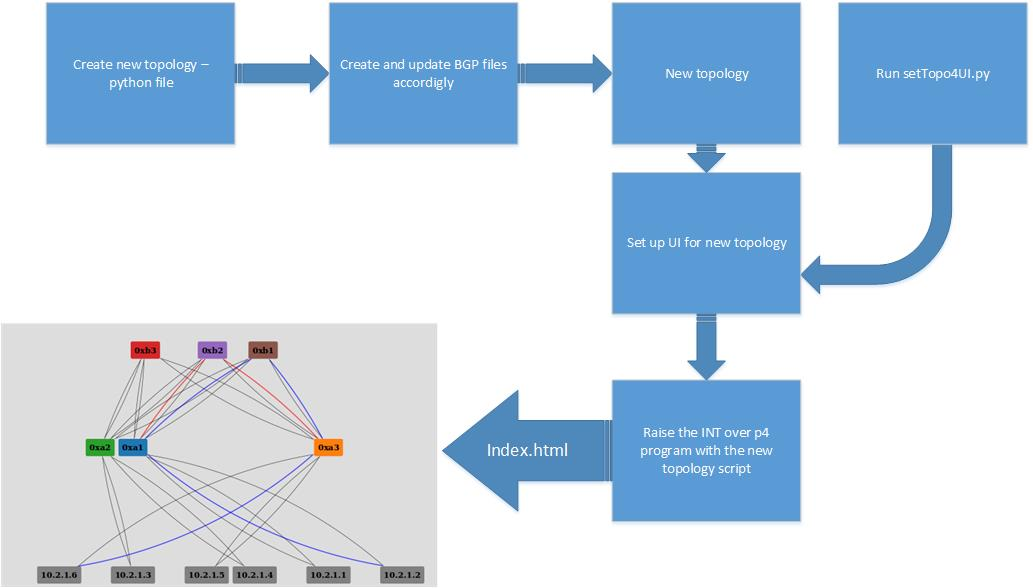 Create new topology –
python file
Create and update BGP files
accordigly
New topology
Run setTopo4UI.py
Set up UI for new topology
Raise the INT over p4
program with the new
topology script
Index.html
0xb3
0xb2
0xb1
0xa2
0xa1
0xa3
10.2.1.6
10.2.1.3
10.2.1.5
10.2.1.4
10.2.1.1
10.2.1.2